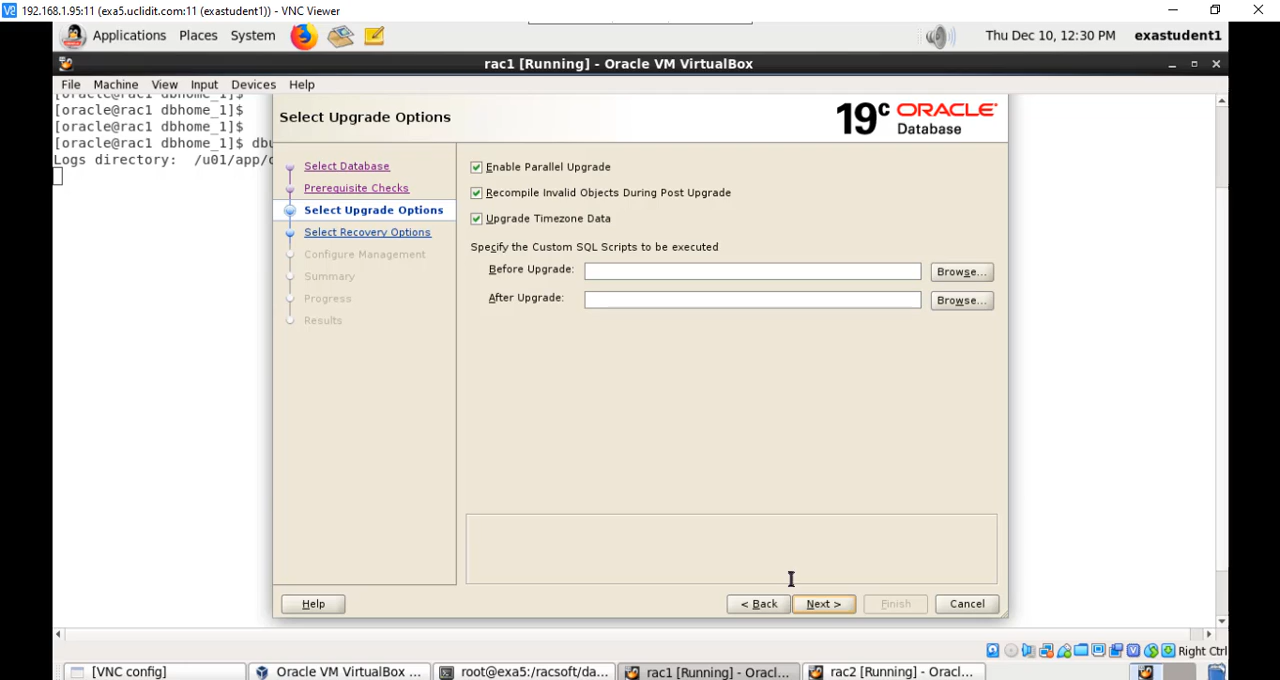 192.168.1.95:11 (exa5.uclidit.com:11 (exastudent1)) - VNC Viewer
Applications Places System Thu Dec 10, 12:30 PM exastudent1
rac1 [Running] - Oracle VM VirtualBox
File Machine View Input Devices Help
[oracle@rac1 dbhome_1]$
[oracle@rac1 dbhome_1]$
[oracle@rac1 dbhome_1]$
[oracle@rac1 dbhome_1]$ dbu
Logs directory: /u01/app/o
Select Upgrade Options
19c ORACLE
Database
Select Database
Prerequisite Checks
Select Upgrade Options
Select Recovery Options
Configure Management
Summary
Progress
Results
Enable Parallel Upgrade
Recompile Invalid Objects During Post Upgrade
Upgrade Timezone Data
Specify the Custom SQL Scripts to be executed
Before Upgrade: Browse...
After Upgrade: Browse...
Help < Back Next > Finish Cancel
Right Ctrl
[VNC config] Oracle VM VirtualBox ... root@exa5:/racsoft/da... rac1 [Running] - Oracl... rac2 [Running] - Oracl...